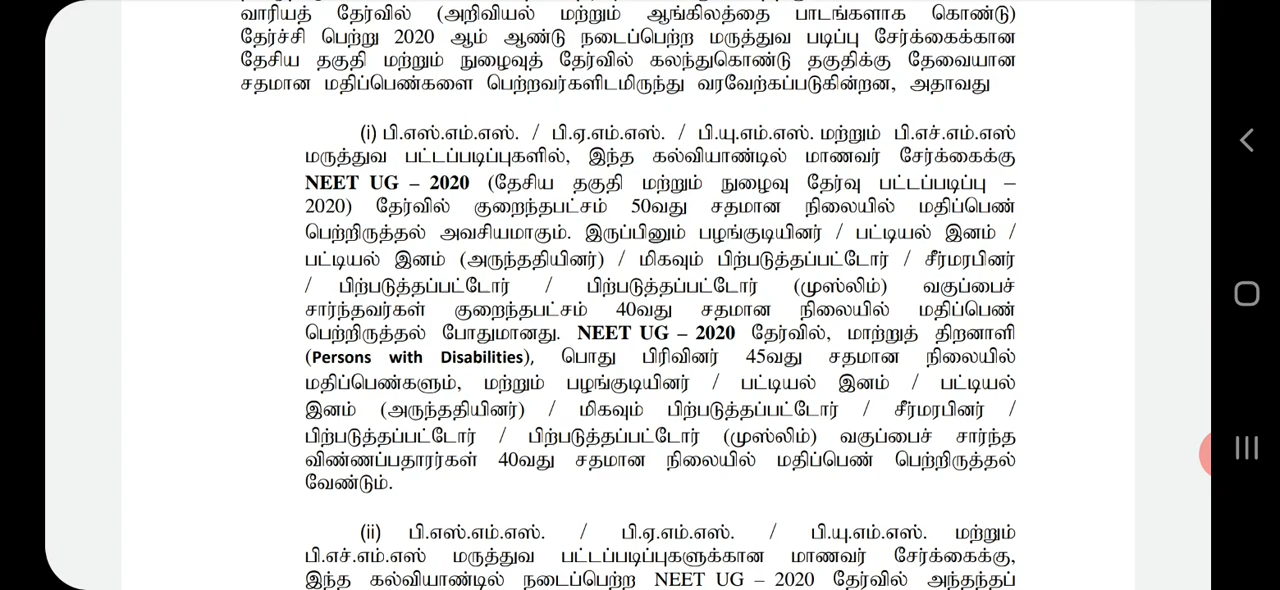 வாரியத் தேர்வில் (அறிவியல் மற்றும் ஆங்கிலத்தை பாடங்களாக கொண்டு)
தேர்ச்சி பெற்று 2020 ஆம் ஆண்டு நடைப்பெற்ற மருத்துவ படிப்பு சேர்க்கைக்கான
தேசிய தகுதி மற்றும் நுழைவுத் தேர்வில் கலந்துகொண்டு தகுதிக்கு தேவையான
சதமான மதிப்பெண்களை பெற்றவர்களிடமிருந்து வரவேற்கப்படுகின்றன, அதாவது
(i) பி.எஸ்.எம்.எஸ். / பி.ஏ.எம்.எஸ். / பி.யு.எம்.எஸ். மற்றும் பி.எச்.எம்.எஸ்
மருத்துவ பட்டப்படிப்புகளில், இந்த கல்வியாண்டில் மாணவர் சேர்க்கைக்கு
NEET UG – 2020 (தேசிய தகுதி மற்றும் நுழைவு தேர்வு பட்டப்படிப்பு –
2020) தேர்வில் குறைந்தபட்சம் 50வது சதமான நிலையில் மதிப்பெண்
பெற்றிருத்தல் அவசியமாகும். இருப்பினும் பழங்குடியினர் / பட்டியல் இனம் /
பட்டியல் இனம் (அருந்ததியினர்) / மிகவும் பிற்படுத்தப்பட்டோர் / சீர்மரபினர்
/ பிற்படுத்தப்பட்டோர் / பிற்படுத்தப்பட்டோர் (முஸ்லிம்) வகுப்பைச்
சார்ந்தவர்கள் குறைந்தபட்சம் 40வது சதமான நிலையில் மதிப்பெண்
பெற்றிருத்தல் போதுமானது. NEET UG – 2020 தேர்வில், மாற்றுத் திறனாளி
(Persons with Disabilities), பொது பிரிவினர் 45வது சதமான நிலையில்
மதிப்பெண்களும், மற்றும் பழங்குடியினர் / பட்டியல் இனம் / பட்டியல்
இனம் (அருந்ததியினர்) / மிகவும் பிற்படுத்தப்பட்டோர் / சீர்மரபினர் /
பிற்படுத்தப்பட்டோர் / பிற்படுத்தப்பட்டோர் (முஸ்லிம்) வகுப்பைச் சார்ந்த
விண்ணப்பதாரர்கள் 40வது சதமான நிலையில் மதிப்பெண் பெற்றிருத்தல்
வேண்டும்.
(ii) பி.எஸ்.எம்.எஸ். / பி.ஏ.எம்.எஸ். / பி.யு.எம்.எஸ். மற்றும்
பி.எச்.எம்.எஸ் மருத்துவ பட்டப்படிப்புகளுக்கான மாணவர் சேர்க்கைக்கு,
இந்த கல்வியாண்டில் நடைப்பெற்ற NEET UG – 2020 தேர்வில் அந்தந்தப்